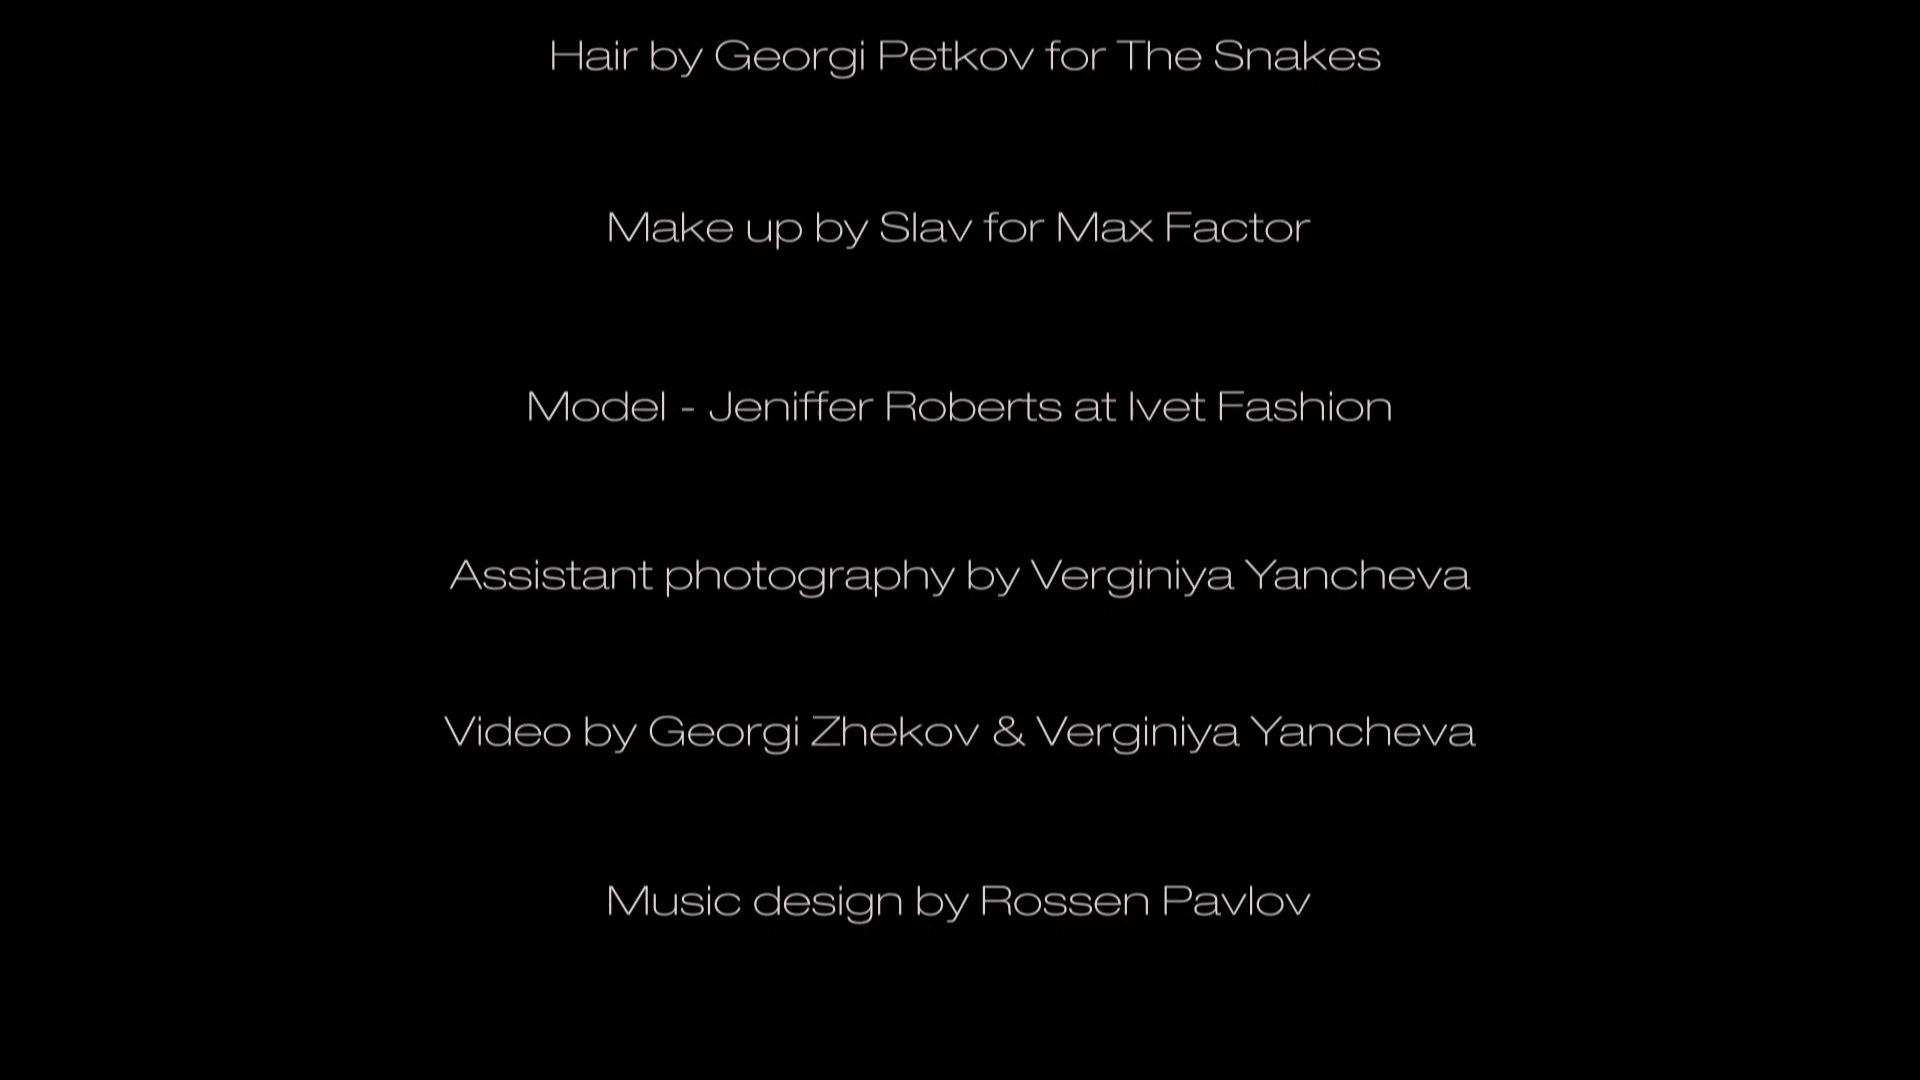 Hair by Georgi Petkov for The Snakes
Make up by Slav for Max Factor
Model - Jeniffer Roberts at Ivet Fashion
Assistant photography by Verginiya Yancheva
Video by Georgi Zhekov & Verginiya Yancheva
Music design by Rossen Pavlov